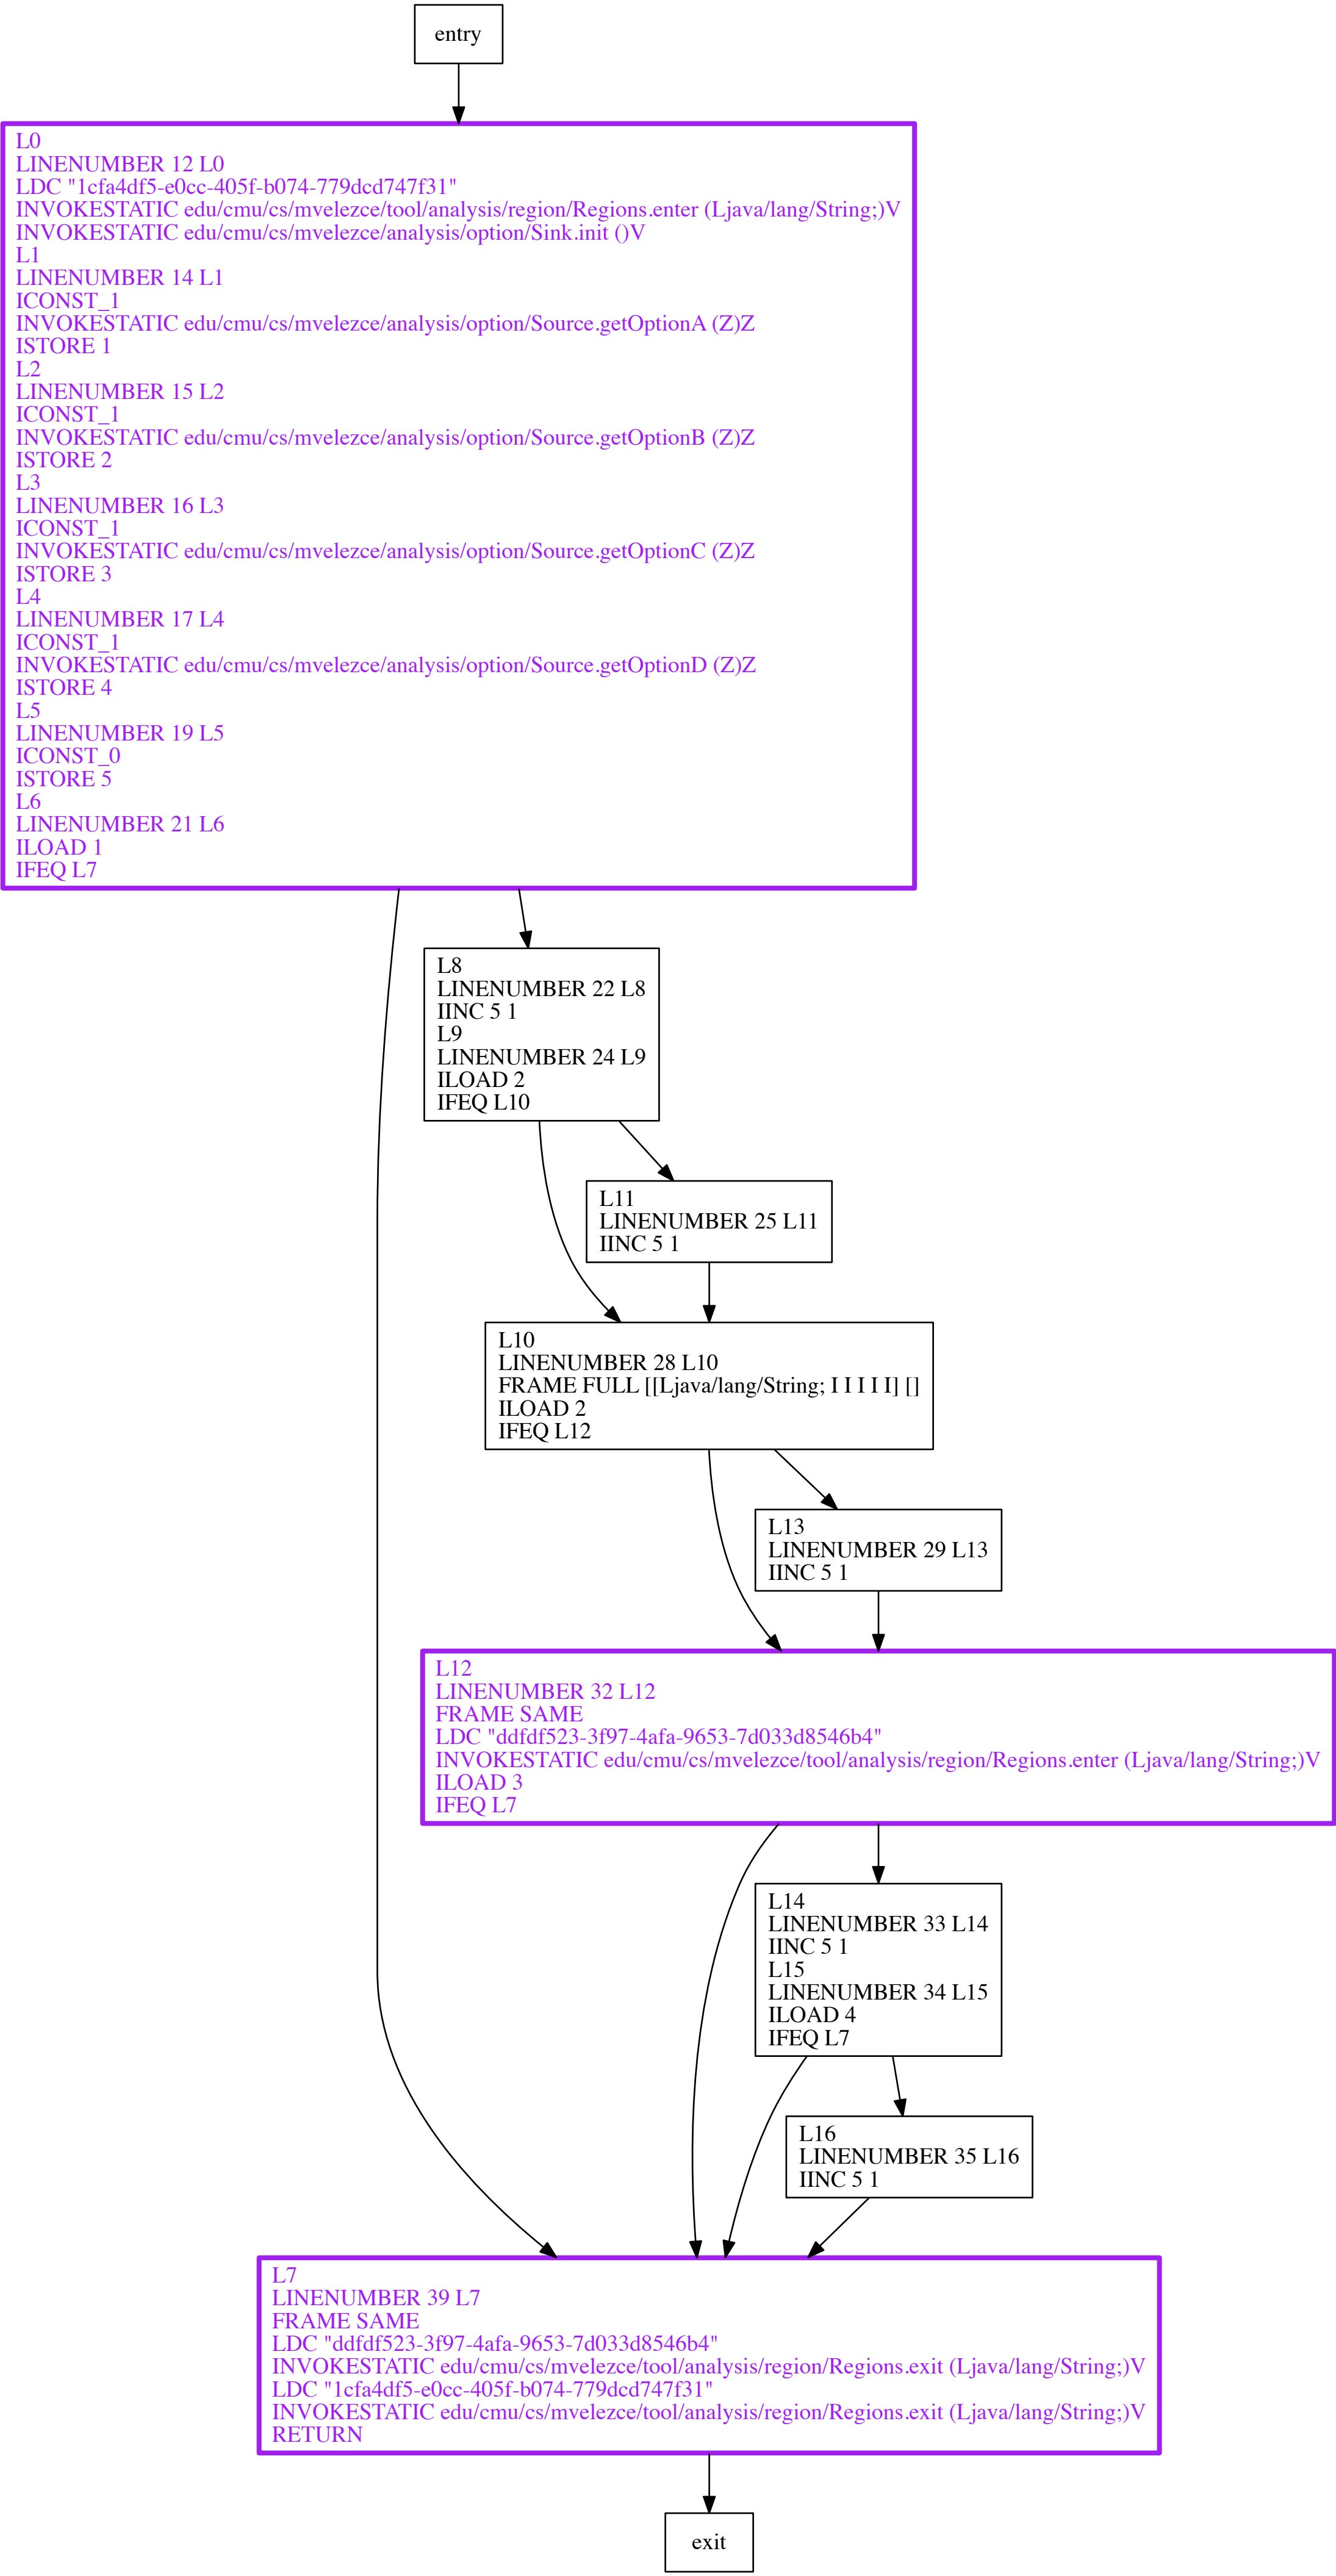 entry
L0
LINENUMBER 12 L0
LDC "1cfa4df5-e0cc-405f-b074-779dcd747f31"
INVOKESTATIC edu/cmu/cs/mvelezce/tool/analysis/region/Regions.enter (Ljava/lang/String;)V
INVOKESTATIC edu/cmu/cs/mvelezce/analysis/option/Sink.init ()V
L1
LINENUMBER 14 L1
ICONST_1
INVOKESTATIC edu/cmu/cs/mvelezce/analysis/option/Source.getOptionA (Z)Z
ISTORE 1
L2
LINENUMBER 15 L2
ICONST_1
INVOKESTATIC edu/cmu/cs/mvelezce/analysis/option/Source.getOptionB (Z)Z
ISTORE 2
L3
LINENUMBER 16 L3
ICONST_1
INVOKESTATIC edu/cmu/cs/mvelezce/analysis/option/Source.getOptionC (Z)Z
ISTORE 3
L4
LINENUMBER 17 L4
ICONST_1
INVOKESTATIC edu/cmu/cs/mvelezce/analysis/option/Source.getOptionD (Z)Z
ISTORE 4
L5
LINENUMBER 19 L5
ICONST_0
ISTORE 5
L6
LINENUMBER 21 L6
ILOAD 1
IFEQ L7
L8
LINENUMBER 22 L8
IINC 5 1
L9
LINENUMBER 24 L9
ILOAD 2
IFEQ L10
L11
LINENUMBER 25 L11
IINC 5 1
L10
LINENUMBER 28 L10
FRAME FULL [[Ljava/lang/String; I I I I I] []
ILOAD 2
IFEQ L12
L13
LINENUMBER 29 L13
IINC 5 1
L12
LINENUMBER 32 L12
FRAME SAME
LDC "ddfdf523-3f97-4afa-9653-7d033d8546b4"
INVOKESTATIC edu/cmu/cs/mvelezce/tool/analysis/region/Regions.enter (Ljava/lang/String;)V
ILOAD 3
IFEQ L7
L14
LINENUMBER 33 L14
IINC 5 1
L15
LINENUMBER 34 L15
ILOAD 4
IFEQ L7
L16
LINENUMBER 35 L16
IINC 5 1
L7
LINENUMBER 39 L7
FRAME SAME
LDC "ddfdf523-3f97-4afa-9653-7d033d8546b4"
INVOKESTATIC edu/cmu/cs/mvelezce/tool/analysis/region/Regions.exit (Ljava/lang/String;)V
LDC "1cfa4df5-e0cc-405f-b074-779dcd747f31"
INVOKESTATIC edu/cmu/cs/mvelezce/tool/analysis/region/Regions.exit (Ljava/lang/String;)V
RETURN
exit